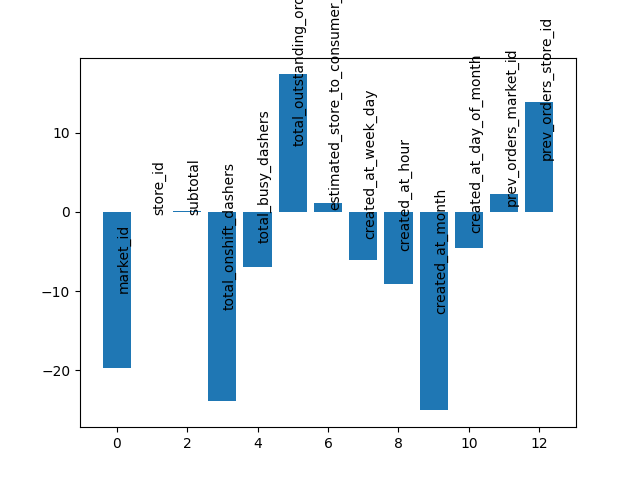 market_id
store_id
subtotal
total_onshift_dashers
total_busy_dashers
total_outstanding_ord
estimated_store_to_consumer_
created_at_week_day
created_at_hour
created_at_month
created_at_day_of_month
prev_orders_market_id
prev_orders_store_id
10
0
−10
−20
0
2
4
6
8
10
12